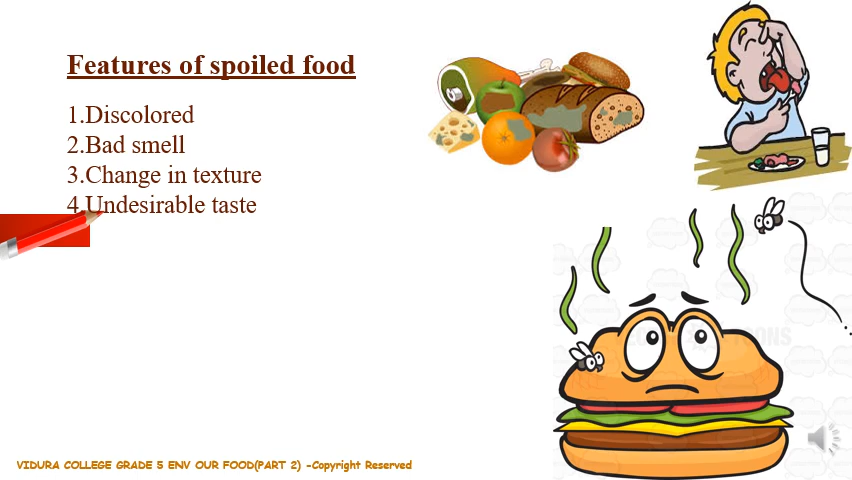 Features of spoiled food
1.Discolored
2.Bad smell
3.Change in texture
4.Undesirable taste
VIDURA COLLEGE GRADE 5 ENV OUR FOOD(PART 2) -Copyright Reserved